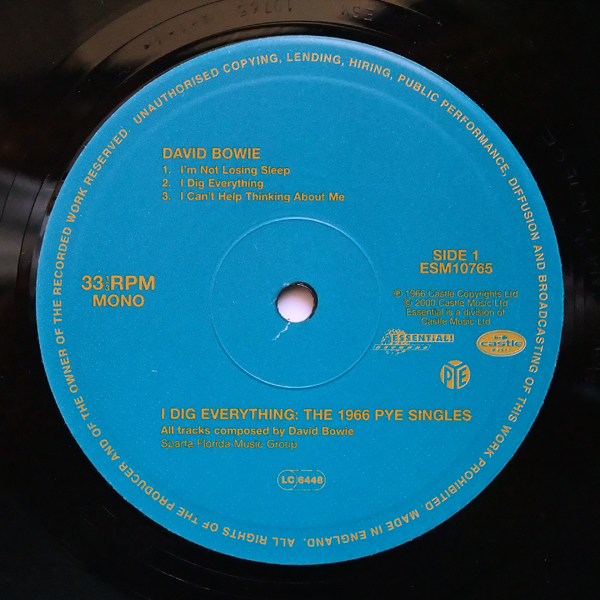 UNAUTHORISED COPYING, LENDING, HIRING, PUBLIC PERFORMANCE, DIFFUSION AND BROADCASTING OF THIS WORK PROHIBITED. MADE IN ENGLAND. ALL RIGHTS OF THE PRODUCER AND OF THE OWNER OF THE RECORDED WORK RESERVED.
DAVID BOWIE
1. I'm Not Losing Sleep
2. I Dig Everything
3. I Can't Help Thinking About Me
33 1/3 RPM
MONO
SIDE 1
ESM10765
℗ 1966 Castle Copyrights Ltd
© 2000 Castle Music Ltd
Essential is a division of
Castle Music Ltd
ESSENTIAL!
castle
PYE
I DIG EVERYTHING: THE 1966 PYE SINGLES
All tracks composed by David Bowie
Sparta Florida Music Group
LC 6448